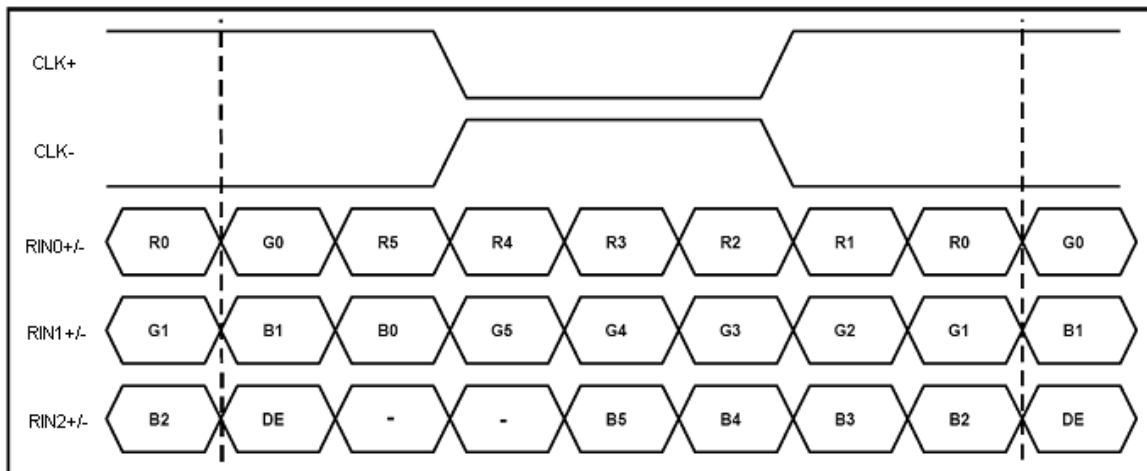 CLK+
CLK-
RIN0+/- R0 G0 R5 R4 R3 R2 R1 R0 G0
RIN1+/- G1 B1 B0 G5 G4 G3 G2 G1 B1
RIN2+/- B2 DE - - B5 B4 B3 B2 DE